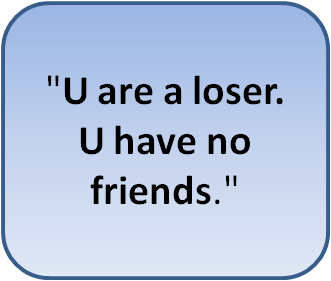 "U are a loser.
U have no
friends."